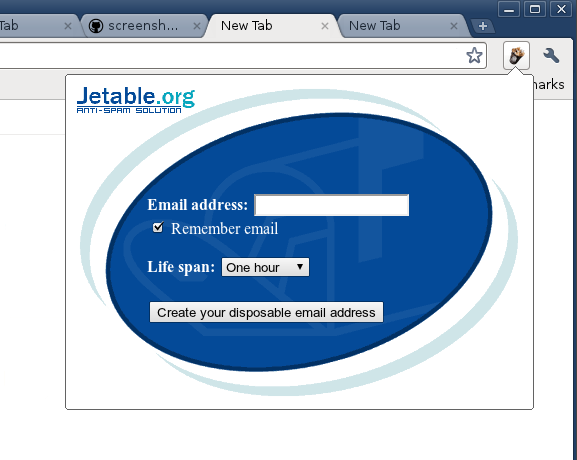 Tab
screensh...
New Tab
New Tab
marks
Jetable.org
ANTI-SPAM SOLUTION
Email address:
Remember email
Life span: One hour
Create your disposable email address